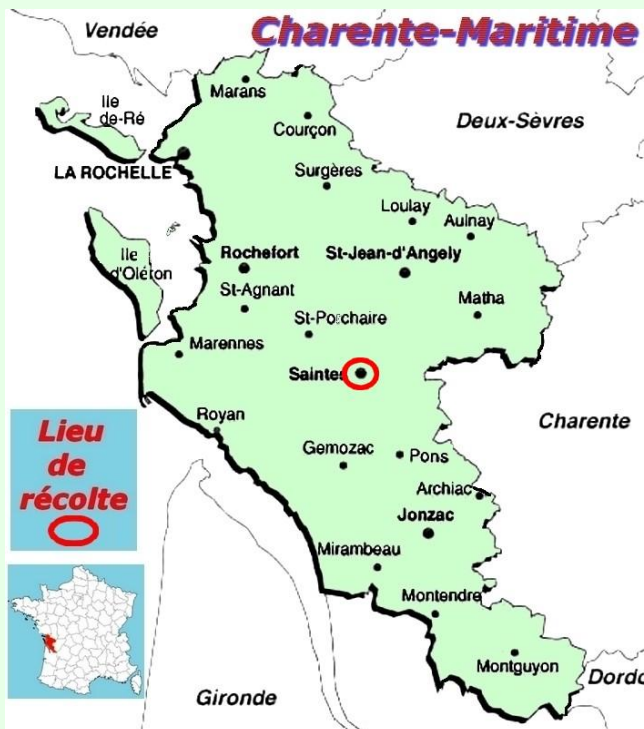 Vendée
Charente-Maritime
Ile
de-Ré
Marans
Courçon
Deux-Sèvres
LA ROCHELLE
Surgères
Loulay
Aulnay
Ile
d'Oléron
Rochefort
St-Jean-d'Angely
St-Agnant
Matha
Marennes
Saintes
Charente
Royan
Lieu
de
récolte
Gemozac
Pons
Archiac
Jonzac
Mirambeau
Montendre
Montguyon
Gironde